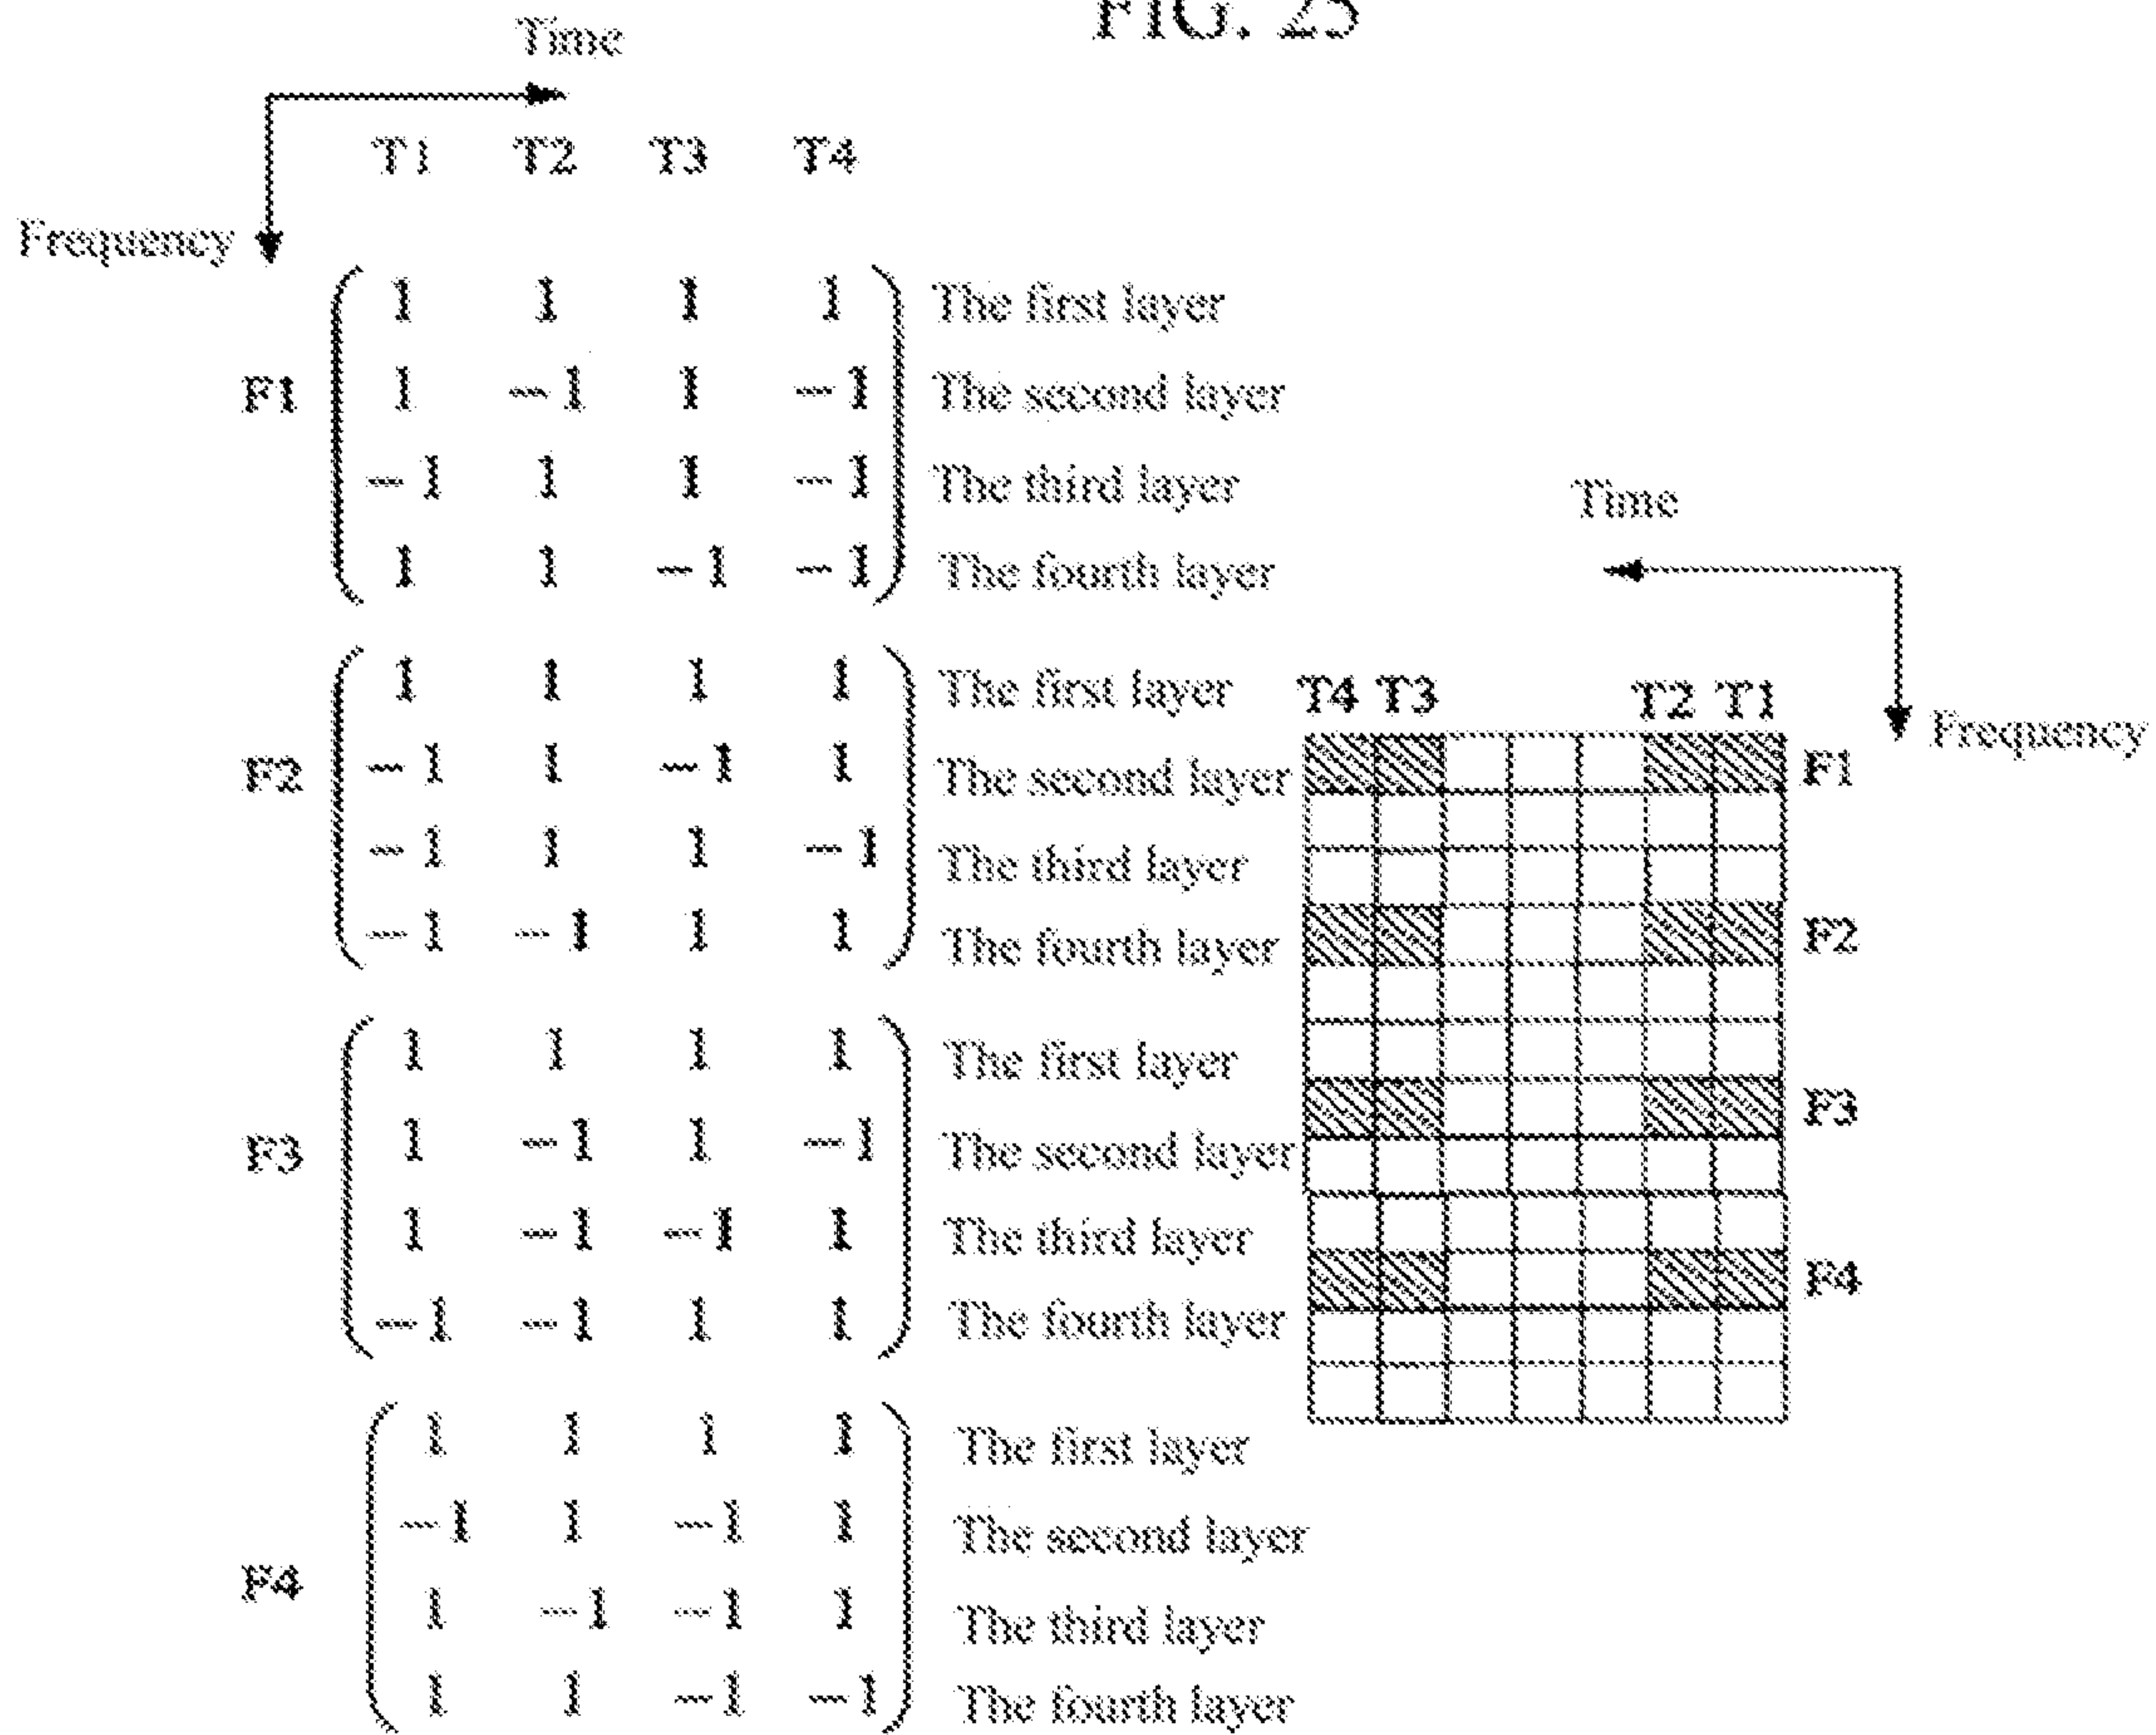 FIG. 25
Time
T1 T2 T3 T4
Frequency
1 1 1 1 The first layer
F1 1 -1 1 -1 The second layer
-1 1 1 -1 The third layer
1 1 -1 -1 The fourth layer
1 1 1 1 The first layer
F2 -1 1 -1 1 The second layer
-1 1 1 -1 The third layer
-1 -1 1 1 The fourth layer
1 1 1 1 The first layer
F3 1 -1 1 -1 The second layer
1 -1 -1 1 The third layer
-1 -1 1 1 The fourth layer
1 1 1 1 The first layer
-1 1 -1 1 The second layer
F4 1 -1 -1 1 The third layer
1 1 -1 -1 The fourth layer
Time
T4 T3 T2 T1
Frequency
F1
F2
F3
F4